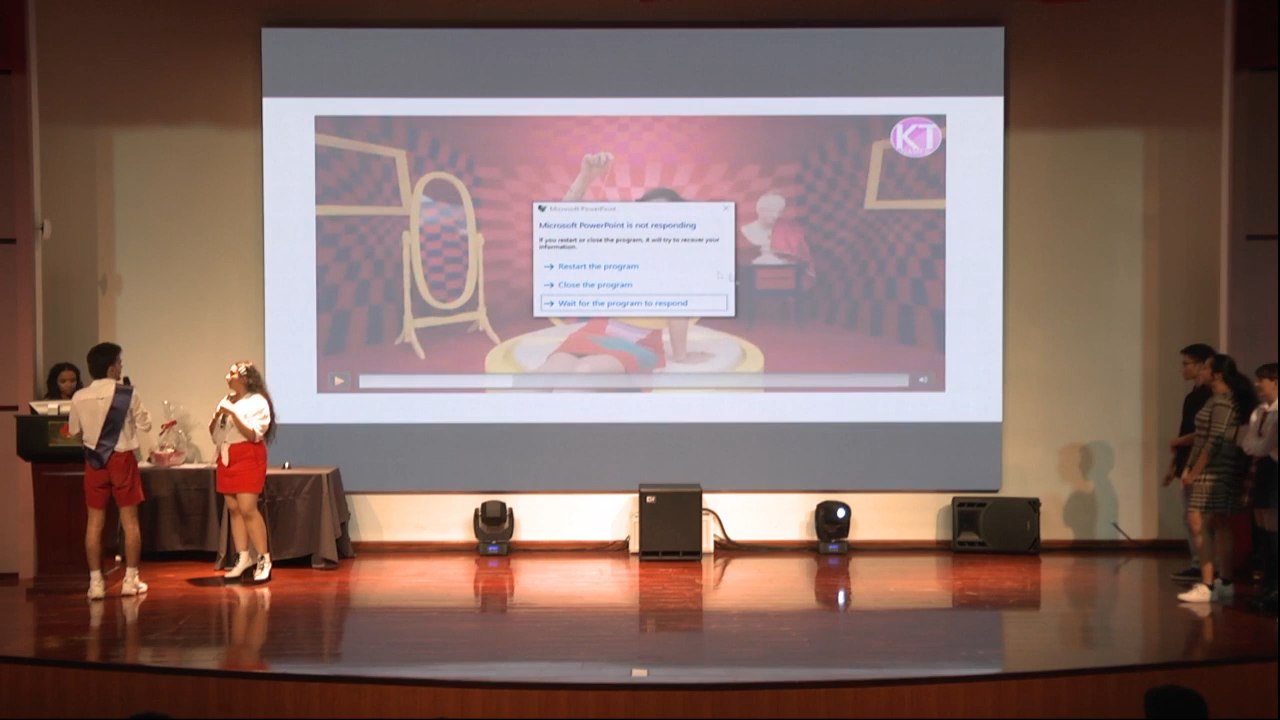 KT
Microsoft PowerPoint
Microsoft PowerPoint is not responding
If you restart or close the program, it will try to recover your
information.
→ Restart the program
→ Close the program
→ Wait for the program to respond